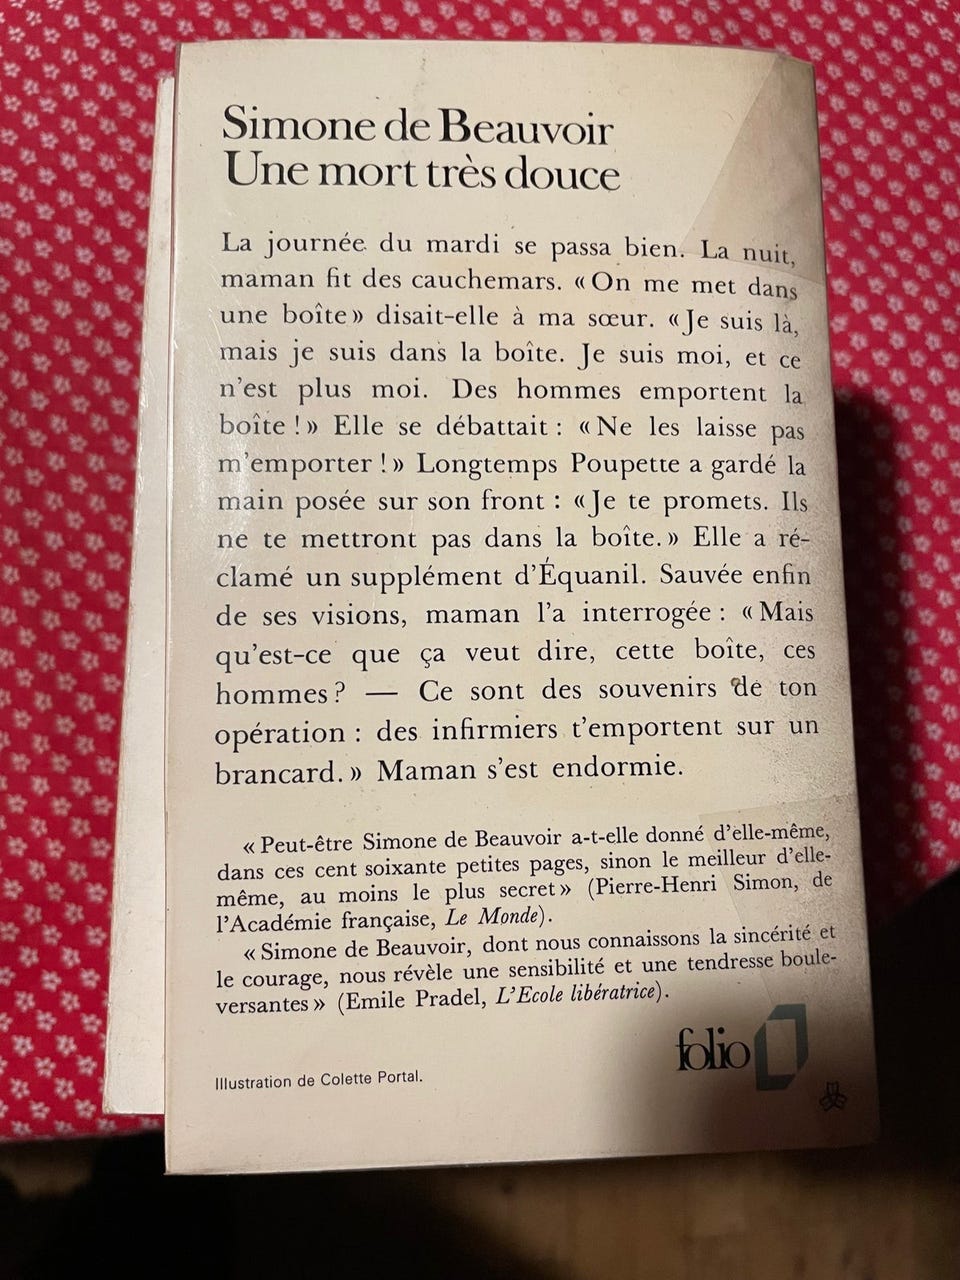 Simone de Beauvoir
Une mort très douce
La journée du mardi se passa bien. La nuit,
maman fit des cauchemars. « On me met dans
une boîte » disait-elle à ma sœur. « Je suis là,
mais je suis dans la boîte. Je suis moi, et ce
n'est plus moi. Des hommes emportent la
boîte ! » Elle se débattait : « Ne les laisse pas
m'emporter ! » Longtemps Poupette a gardé la
main posée sur son front : « Je te promets. Ils
ne te mettront pas dans la boîte. » Elle a ré-
clamé un supplément d'Équanil. Sauvée enfin
de ses visions, maman l'a interrogée : « Mais
qu'est-ce que ça veut dire, cette boîte, ces
hommes ? — Ce sont des souvenirs de ton
opération : des infirmiers t'emportent sur un
brancard. » Maman s'est endormie.
« Peut-être Simone de Beauvoir a-t-elle donné d'elle-même,
dans ces cent soixante petites pages, sinon le meilleur d'elle-
même, au moins le plus secret » (Pierre-Henri Simon, de
l'Académie française, Le Monde).
« Simone de Beauvoir, dont nous connaissons la sincérité et
le courage, nous révèle une sensibilité et une tendresse boule-
versantes » (Emile Pradel, L'Ecole libératrice).
folio
Illustration de Colette Portal.